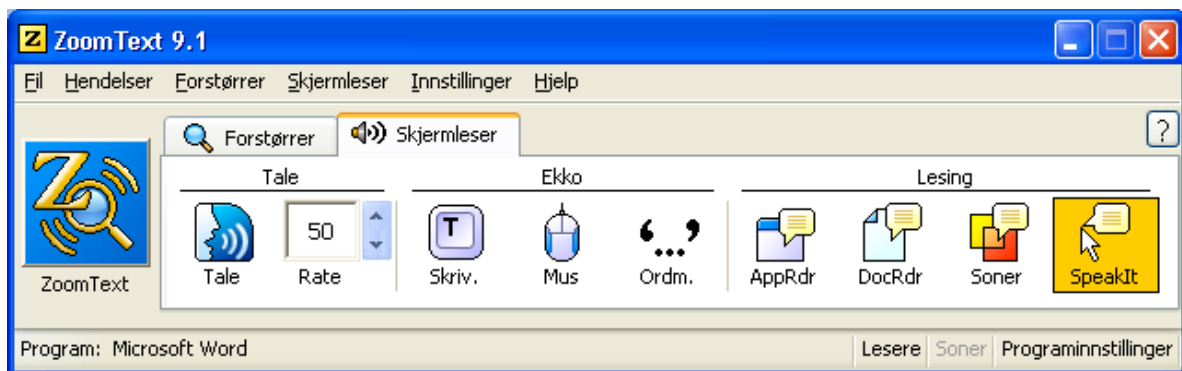 ZoomText 9.1
Fil Hendelser Forstørrer Skjermleser Innstillinger Hjelp
Forstørrer Skjermleser ?
Tale Ekko Lesing
50 T
ZoomText Tale Rate Skriv. Mus Ordm. AppRdr DocRdr Soner SpeakIt
Program: Microsoft Word Lesere Soner Programinnstillinger